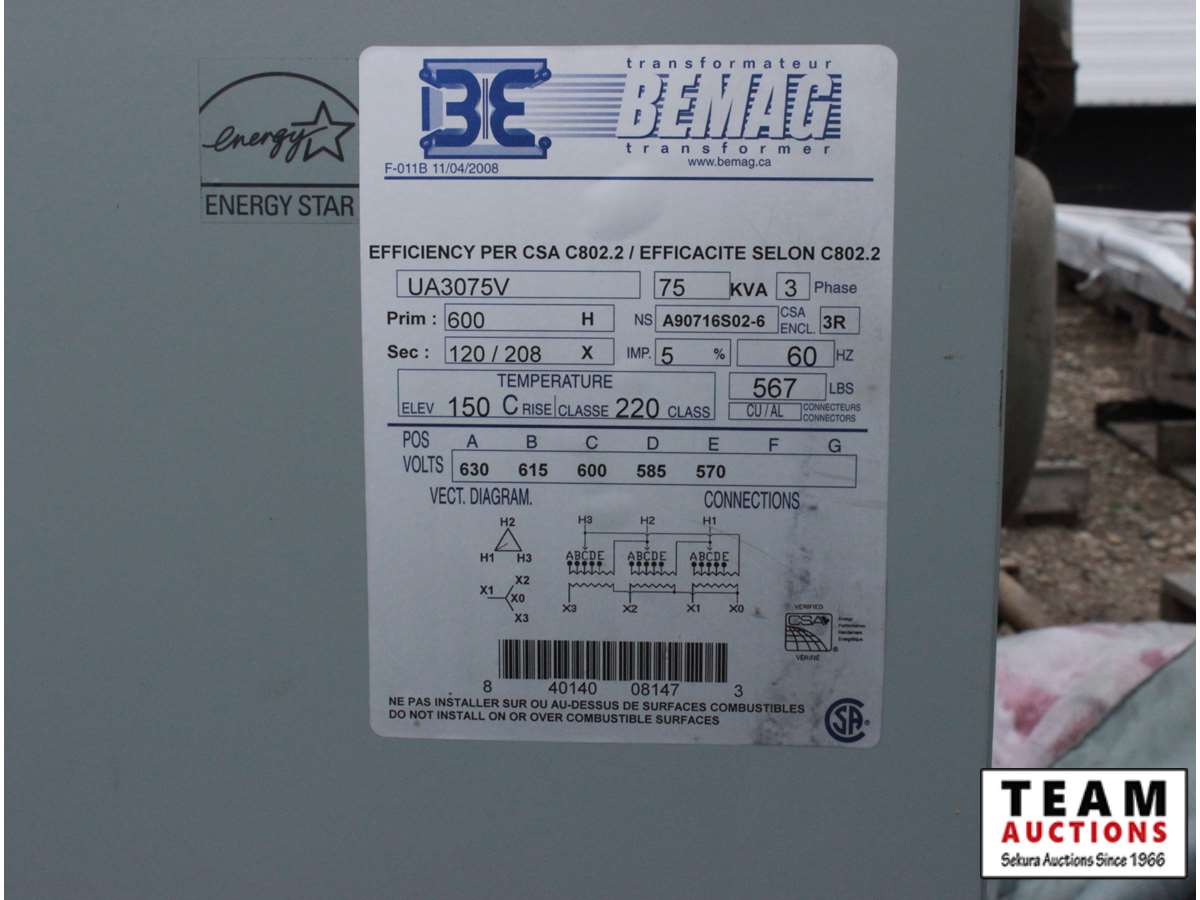 energy
ENERGY STAR
BE
transformateur
BEMAG
transformer
www.bemag.ca
F-011B 11/04/2008
EFFICIENCY PER CSA C802.2 / EFFICACITE SELON C802.2
UA3075V 75 KVA 3 Phase
Prim : 600 H NS A90716S02-6 CSA ENCL. 3R
Sec : 120 / 208 X IMP. 5 % 60 HZ
TEMPERATURE 567 LBS
ELEV 150 C RISE CLASSE 220 CLASS CU / AL CONNECTEURS CONNECTORS
POS A B C D E F G
VOLTS 630 615 600 585 570
VECT. DIAGRAM. CONNECTIONS
H2
H1 H3
H3 H2 H1
ABCDE ABCDE ABCDE
X2
X1 X0
X3
X3 X2 X1 X0
VERIFIED
CSA
VÉRIFIÉ
8 40140 08147 3
NE PAS INSTALLER SUR OU AU-DESSUS DE SURFACES COMBUSTIBLES
DO NOT INSTALL ON OR OVER COMBUSTIBLE SURFACES
CSA
TEAM
AUCTIONS
Sekura Auctions Since 1966